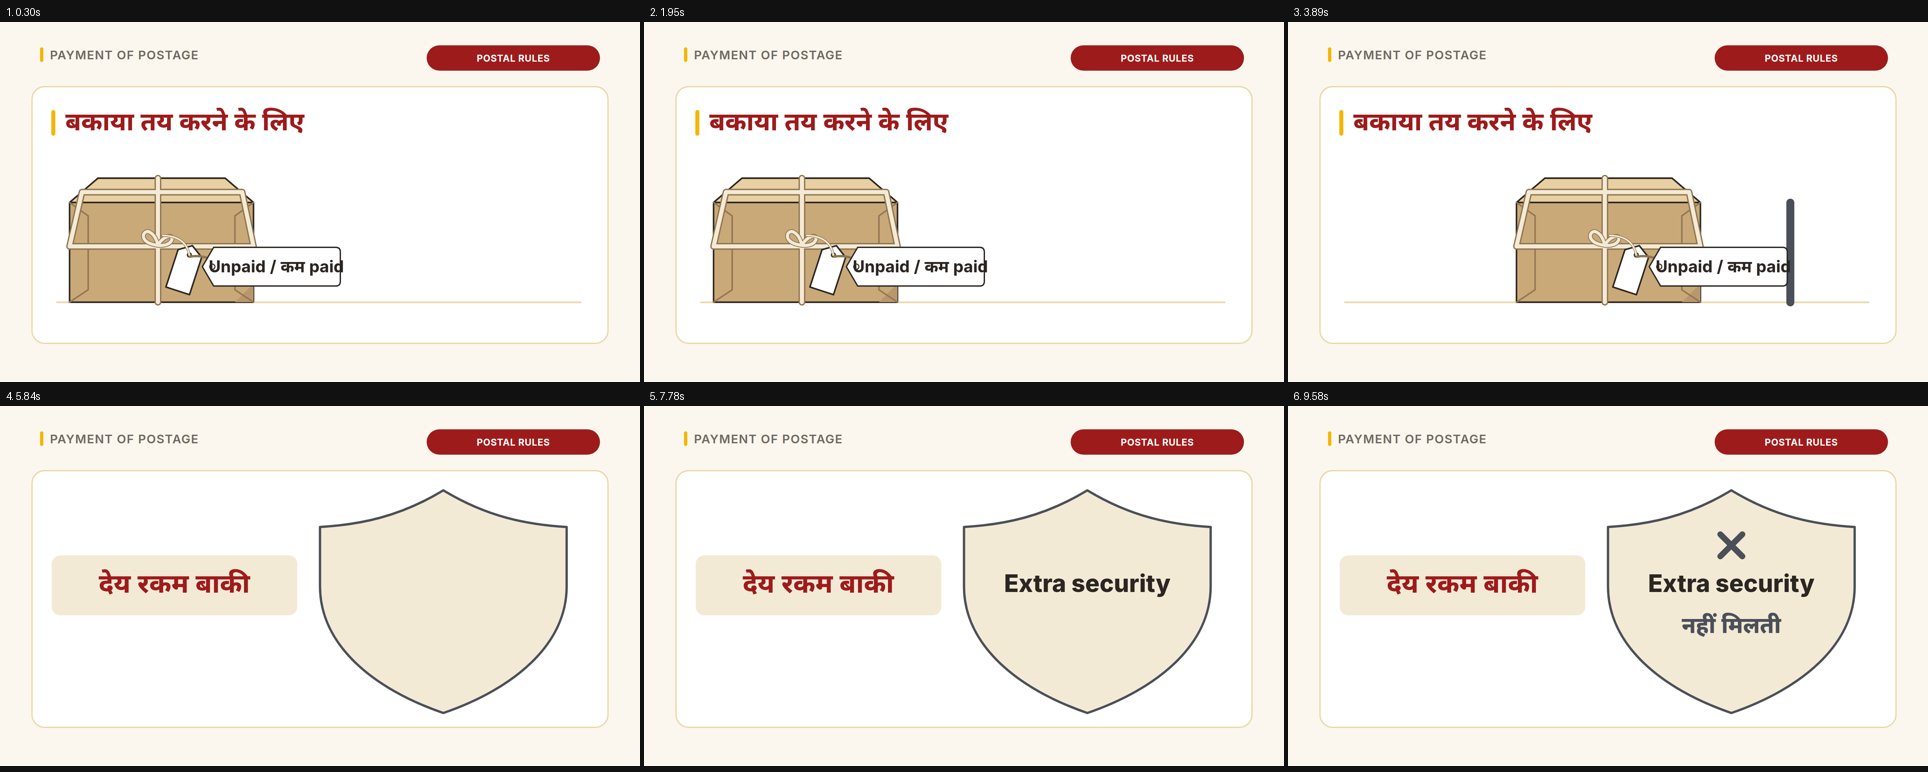 1. 0.30s
PAYMENT OF POSTAGE
POSTAL RULES
बकाया तय करने के लिए
Unpaid / कम paid
2. 1.95s
PAYMENT OF POSTAGE
POSTAL RULES
बकाया तय करने के लिए
Unpaid / कम paid
3. 3.89s
PAYMENT OF POSTAGE
POSTAL RULES
बकाया तय करने के लिए
Unpaid / कम paid
4. 5.84s
PAYMENT OF POSTAGE
POSTAL RULES
देय रकम बाकी
5. 7.78s
PAYMENT OF POSTAGE
POSTAL RULES
देय रकम बाकी
Extra security
6. 9.58s
PAYMENT OF POSTAGE
POSTAL RULES
देय रकम बाकी
Extra security
नहीं मिलती